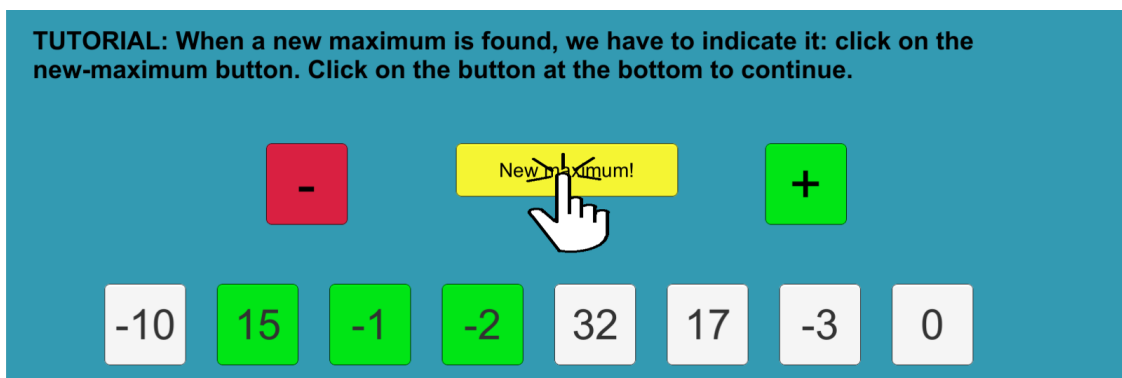 TUTORIAL: When a new maximum is found, we have to indicate it: click on the
new-maximum button. Click on the button at the bottom to continue.
- New maximum! +
-10 15 -1 -2 32 17 -3 0